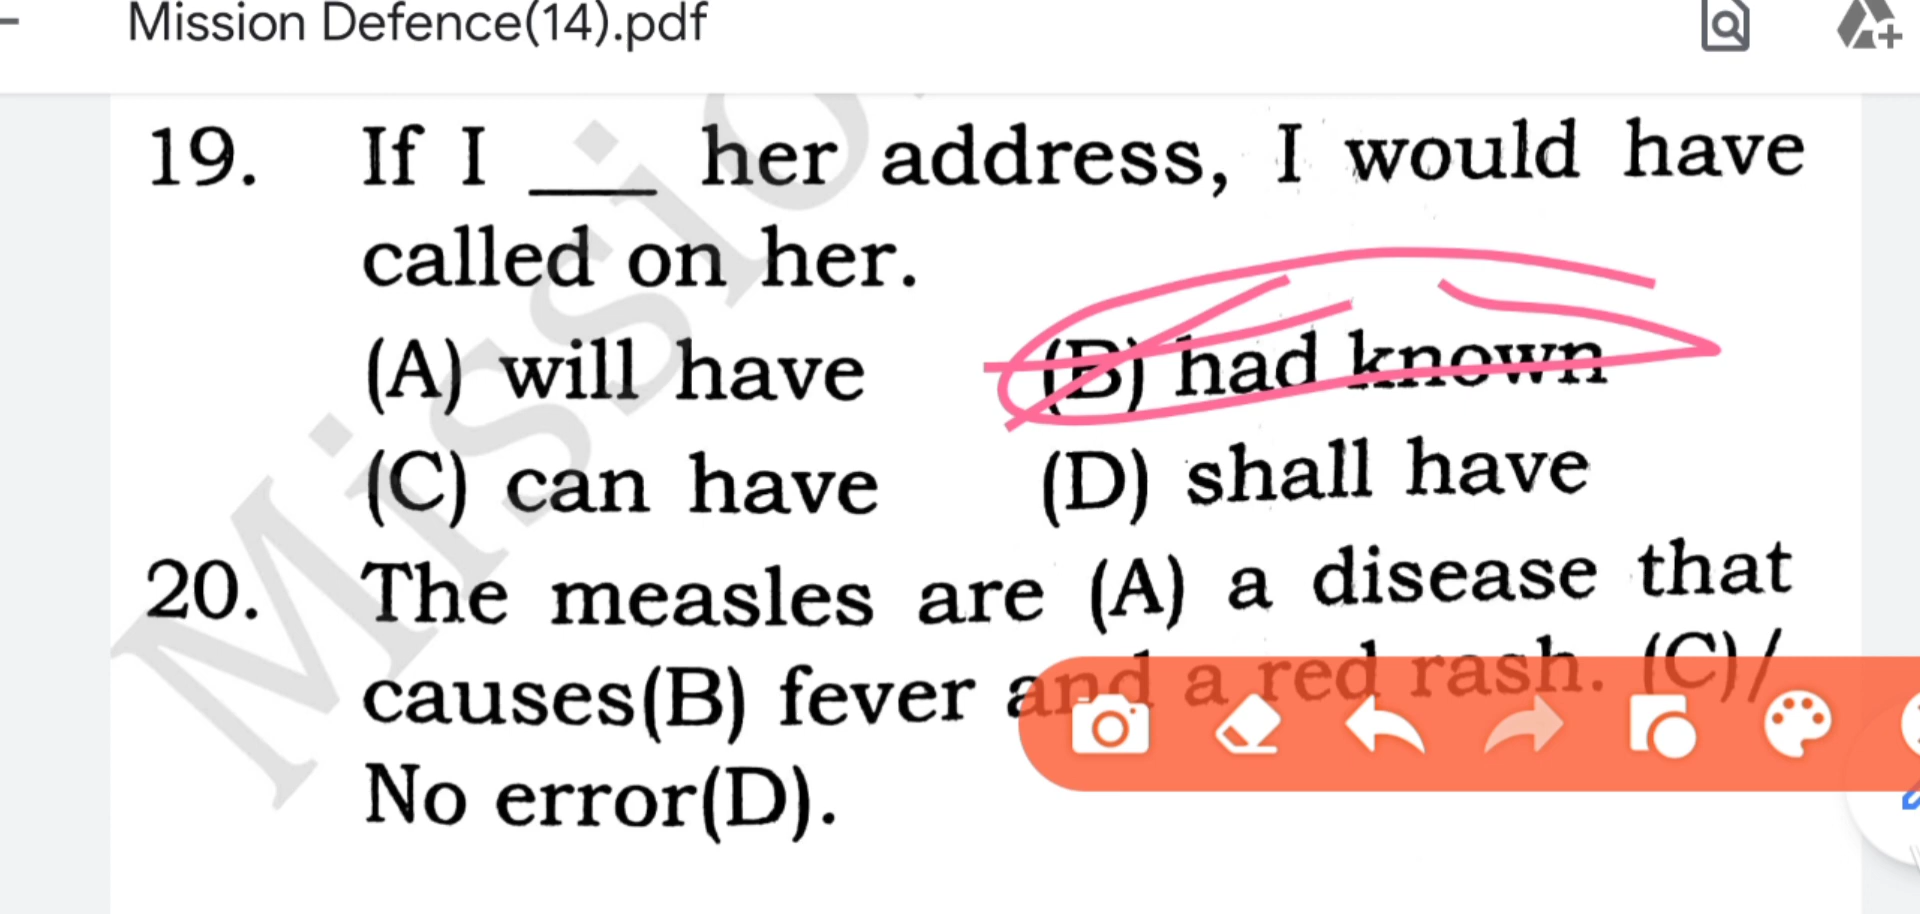 Mission Defence(14).pdf
19. If I ___ her address, I would have
called on her.
(A) will have (B) had known
(C) can have (D) shall have
20. The measles are (A) a disease that
causes(B) fever and a red rash. (C)/
No error(D).
Missio